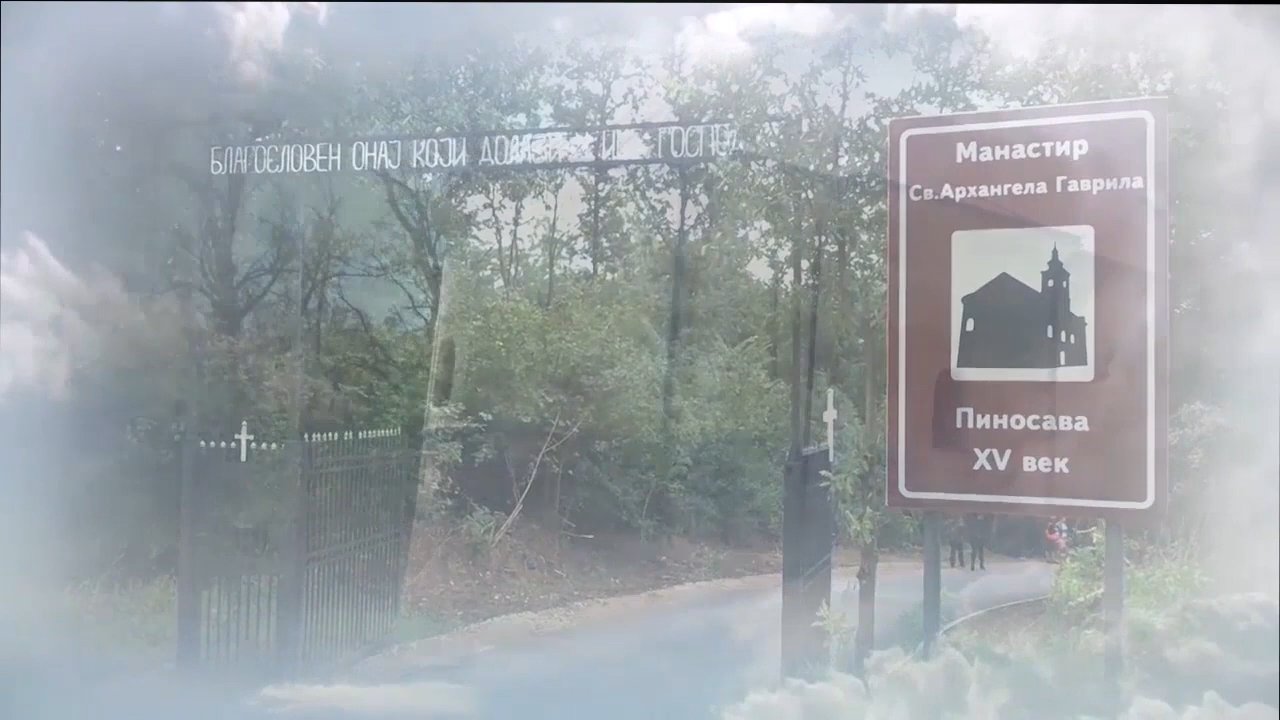 БЛАГОСЛОВЕН ОНАЈ КОЈИ
Манастир
Св.Архангела Гаврила
Пиносава
XV век